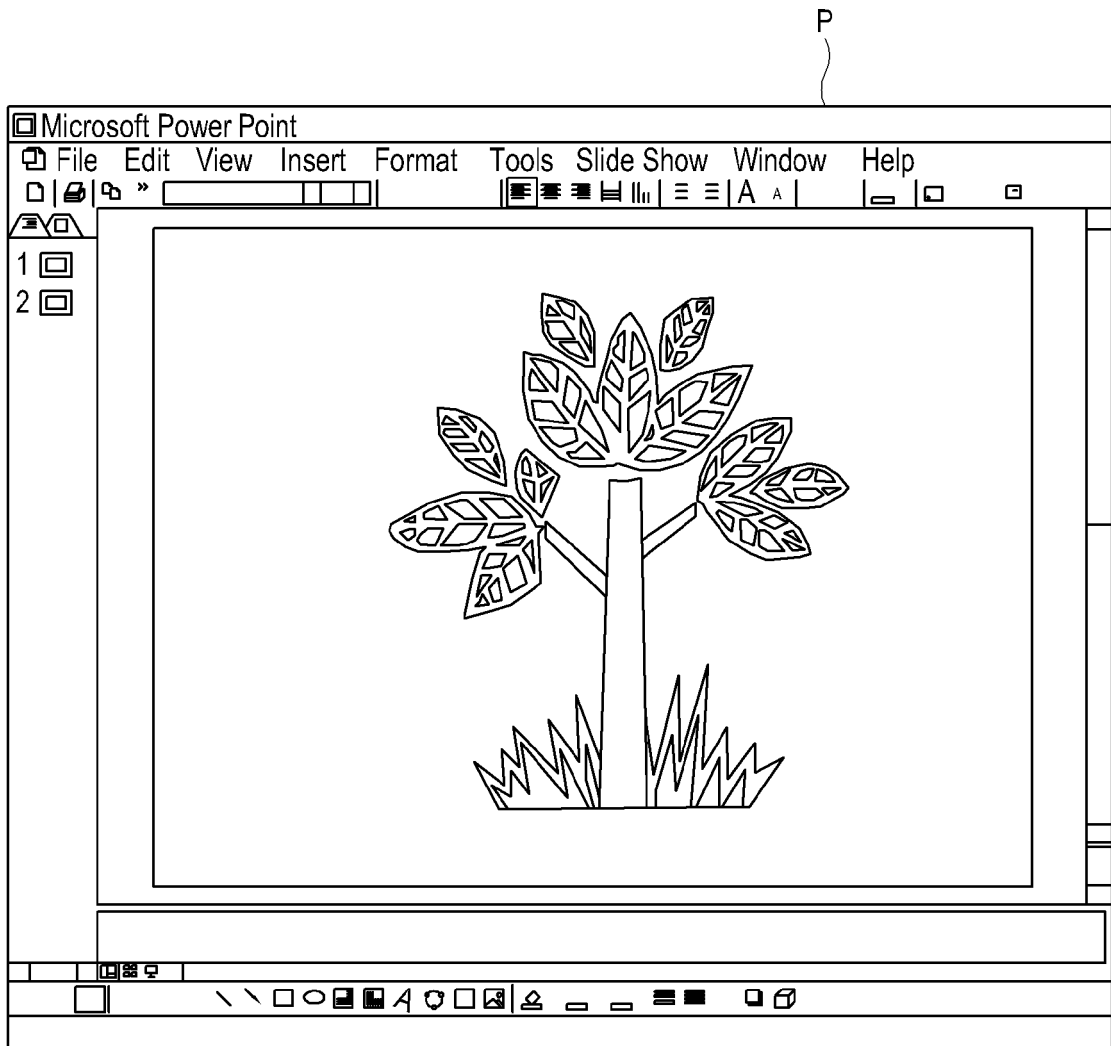 P
Microsoft Power Point
File Edit View Insert Format Tools Slide Show Window Help
» A A
1
2
A